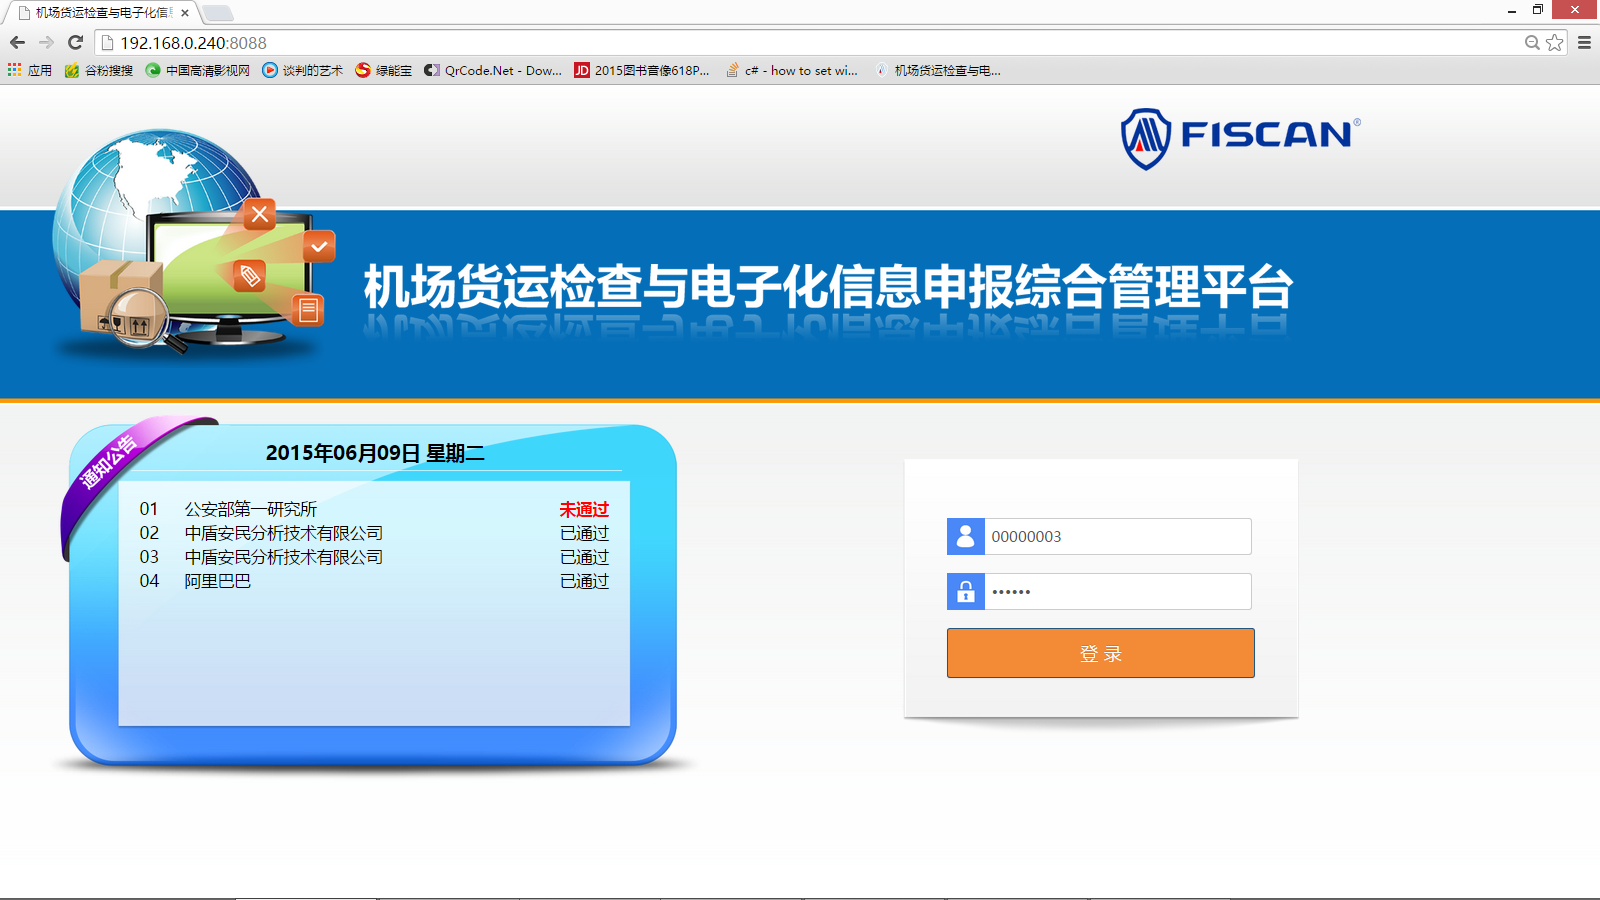 机场货运检查与电子化信息
192.168.0.240:8088
应用 谷粉搜搜 中国高清影视网 谈判的艺术 绿能宝 QrCode.Net - Dow... JD 2015图书音像618P... c# - how to set wi... 机场货运检查与电...
FISCAN®
机场货运检查与电子化信息申报综合管理平台
通知公告
2015年06月09日 星期二
01 公安部第一研究所 未通过
02 中盾安民分析技术有限公司 已通过
03 中盾安民分析技术有限公司 已通过
04 阿里巴巴 已通过
00000003
••••••
登 录